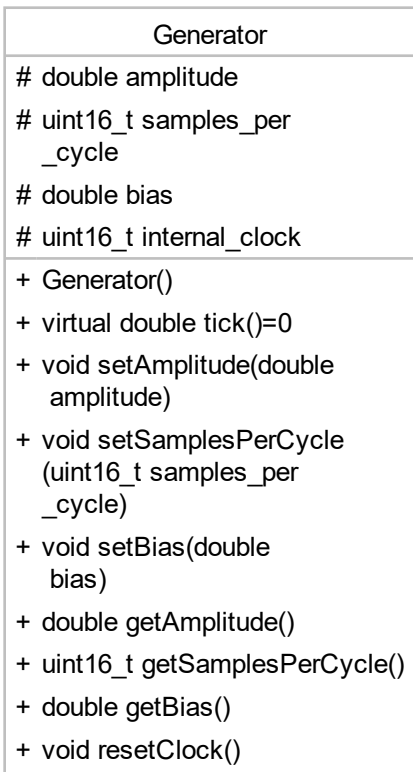 Generator
# double amplitude
# uint16_t samples_per
_cycle
# double bias
# uint16_t internal_clock
+ Generator()
+ virtual double tick()=0
+ void setAmplitude(double
amplitude)
+ void setSamplesPerCycle
(uint16_t samples_per
_cycle)
+ void setBias(double
bias)
+ double getAmplitude()
+ uint16_t getSamplesPerCycle()
+ double getBias()
+ void resetClock()